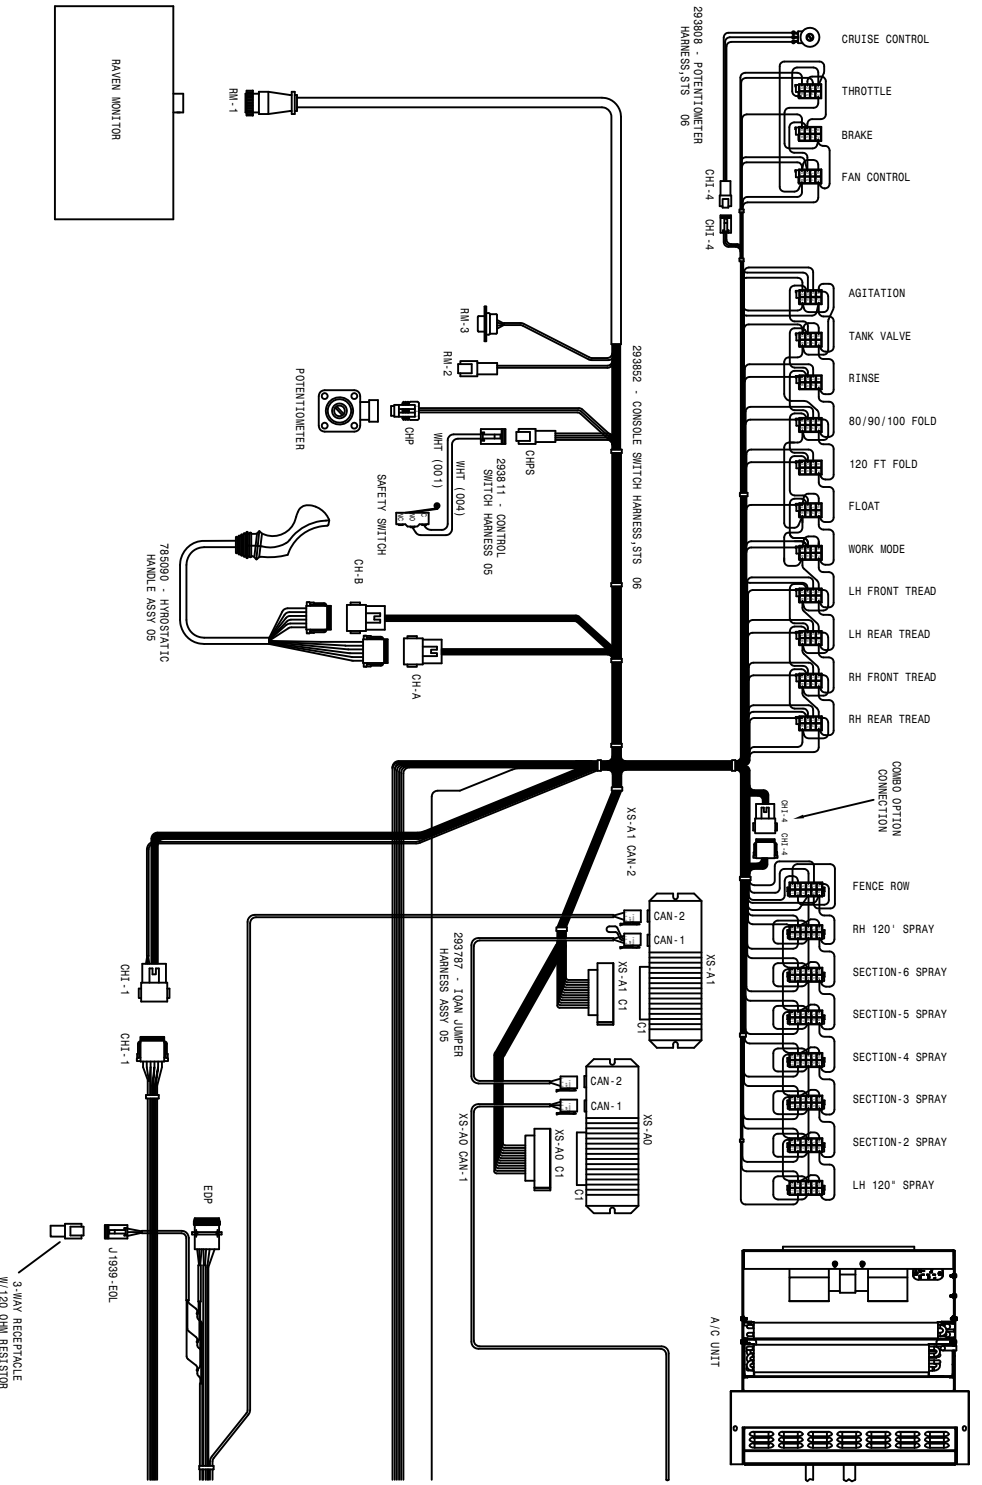 CRUISE CONTROL
THROTTLE
BRAKE
FAN CONTROL
293808 - POTENTIOMETER
HARNESS,STS 06
CHI-4
CHI-4
RAVEN MONITOR
RM-1
AGITATION
TANK VALVE
RINSE
80/90/100 FOLD
120 FT FOLD
FLOAT
WORK MODE
LH FRONT TREAD
LH REAR TREAD
RH FRONT TREAD
RH REAR TREAD
RM-3
RM-2
293852 - CONSOLE SWITCH HARNESS,STS 06
POTENTIOMETER
CHP
CHPS
WHT (001)
WHT (004)
293811 - CONTROL
SWITCH HARNESS 05
SAFETY SWITCH
NC
NO
C
785090 - HYROSTATIC
HANDLE ASSY 05
CH-B
CH-A
COMBO OPTION
CONNECTION
CHI-4
CHI-4
FENCE ROW
RH 120' SPRAY
SECTION-6 SPRAY
SECTION-5 SPRAY
SECTION-4 SPRAY
SECTION-3 SPRAY
SECTION-2 SPRAY
LH 120" SPRAY
XS-A1 CAN-2
CAN-2
CAN-1
XS-A1
XS-A1 C1
C1
293787 - IQAN JUMPER
HARNESS ASSY 05
CAN-2
CAN-1
XS-A0
XS-A0 CAN-1
XS-A0 C1
C1
CHI-1
CHI-1
EDP
J1939-EOL
3-WAY RECEPTACLE
W/120 OHM RESISTOR
A/C UNIT